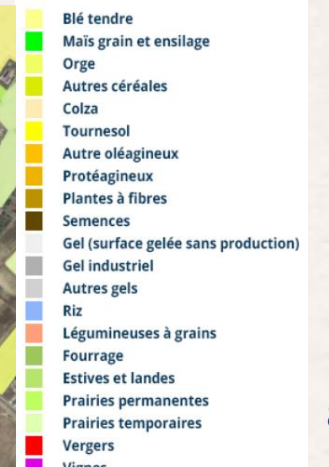 Blé tendre
Maïs grain et ensilage
Orge
Autres céréales
Colza
Tournesol
Autre oléagineux
Protéagineux
Plantes à fibres
Semences
Gel (surface gelée sans production)
Gel industriel
Autres gels
Riz
Légumineuses à grains
Fourrage
Estives et landes
Prairies permanentes
Prairies temporaires
Vergers
Vignes